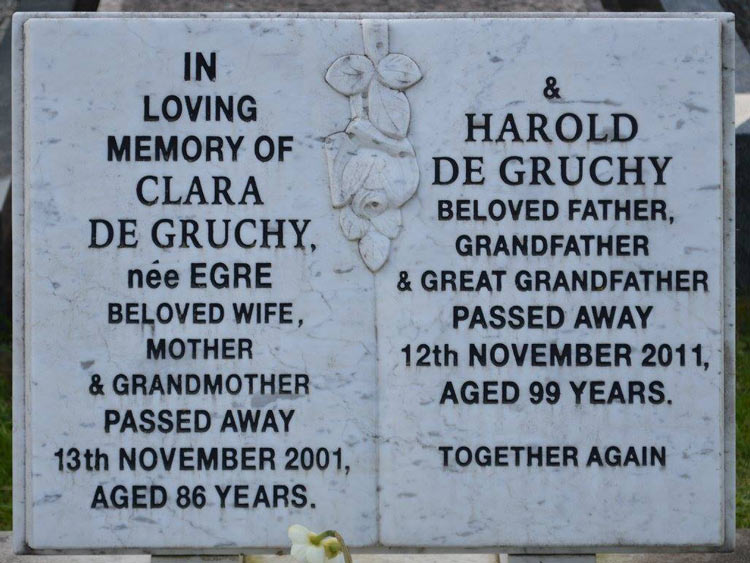 IN
LOVING
MEMORY OF
CLARA
DE GRUCHY,
née EGRE
BELOVED WIFE,
MOTHER
& GRANDMOTHER
PASSED AWAY
13th NOVEMBER 2001,
AGED 86 YEARS.
&
HAROLD
DE GRUCHY
BELOVED FATHER,
GRANDFATHER
& GREAT GRANDFATHER
PASSED AWAY
12th NOVEMBER 2011,
AGED 99 YEARS.
TOGETHER AGAIN